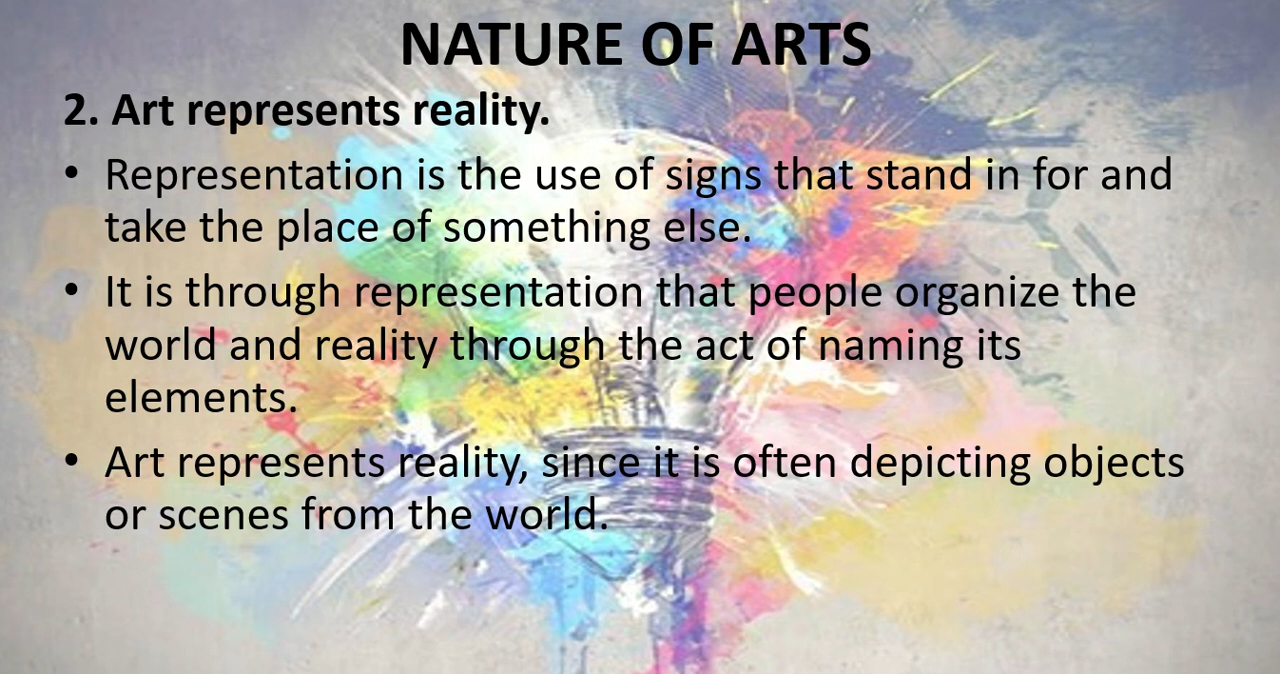 NATURE OF ARTS
2. Art represents reality.
• Representation is the use of signs that stand in for and
take the place of something else.
• It is through representation that people organize the
world and reality through the act of naming its
elements.
• Art represents reality, since it is often depicting objects
or scenes from the world.